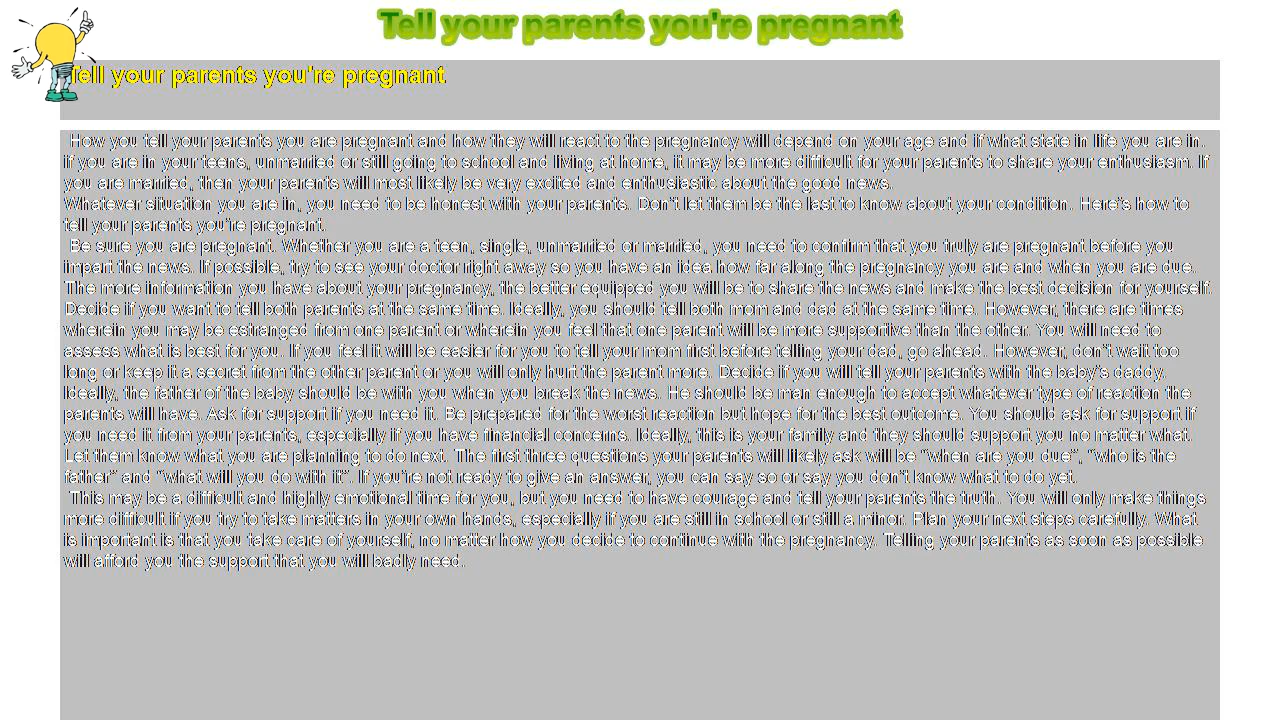 Tell your parents you're pregnant
Tell your parents you're pregnant
How you tell your parents you are pregnant and how they will react to the pregnancy will depend on your age and if what state in life you are in.
if you are in your teens, unmarried or still going to school and living at home, it may be more difficult for your parents to share your enthusiasm. If
you are married, then your parents will most likely be very excited and enthusiastic about the good news.
Whatever situation you are in, you need to be honest with your parents. Don't let them be the last to know about your condition. Here's how to
tell your parents you're pregnant.
Be sure you are pregnant. Whether you are a teen, single, unmarried or married, you need to confirm that you truly are pregnant before you
impart the news. If possible, try to see your doctor right away so you have an idea how far along the pregnancy you are and when you are due.
The more information you have about your pregnancy, the better equipped you will be to share the news and make the best decision for yourself.
Decide if you want to tell both parents at the same time. Ideally, you should tell both mom and dad at the same time. However, there are times
wherein you may be estranged from one parent or wherein you feel that one parent will be more supportive than the other. You will need to
assess what is best for you. If you feel it will be easier for you to tell your mom first before telling your dad, go ahead. However, don't wait too
long or keep it a secret from the other parent or you will only hurt the parent more. Decide if you will tell your parents with the baby's daddy.
Ideally, the father of the baby should be with you when you break the news. He should be man enough to accept whatever type of reaction the
parents will have. Ask for support if you need it. Be prepared for the worst reaction but hope for the best outcome. You should ask for support if
you need it from your parents, especially if you have financial concerns. Ideally, this is your family and they should support you no matter what.
Let them know what you are planning to do next. The first three questions your parents will likely ask will be "when are you due", "who is the
father" and "what will you do with it". If you're not ready to give an answer, you can say so or say you don't know what to do yet.
This may be a difficult and highly emotional time for you, but you need to have courage and tell your parents the truth. You will only make things
more difficult if you try to take matters in your own hands, especially if you are still in school or still a minor. Plan your next steps carefully. What
is important is that you take care of yourself, no matter how you decide to continue with the pregnancy. Telling your parents as soon as possible
will afford you the support that you will badly need.